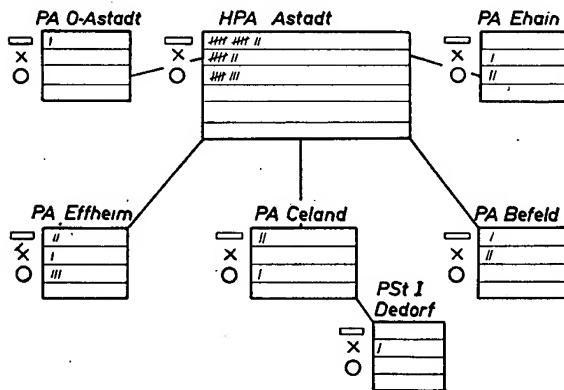 PA O-Astadt
HPA Astadt
PA Ehain
PA Effheim
PA Celand
PA Befeld
PSt I
Dedorf